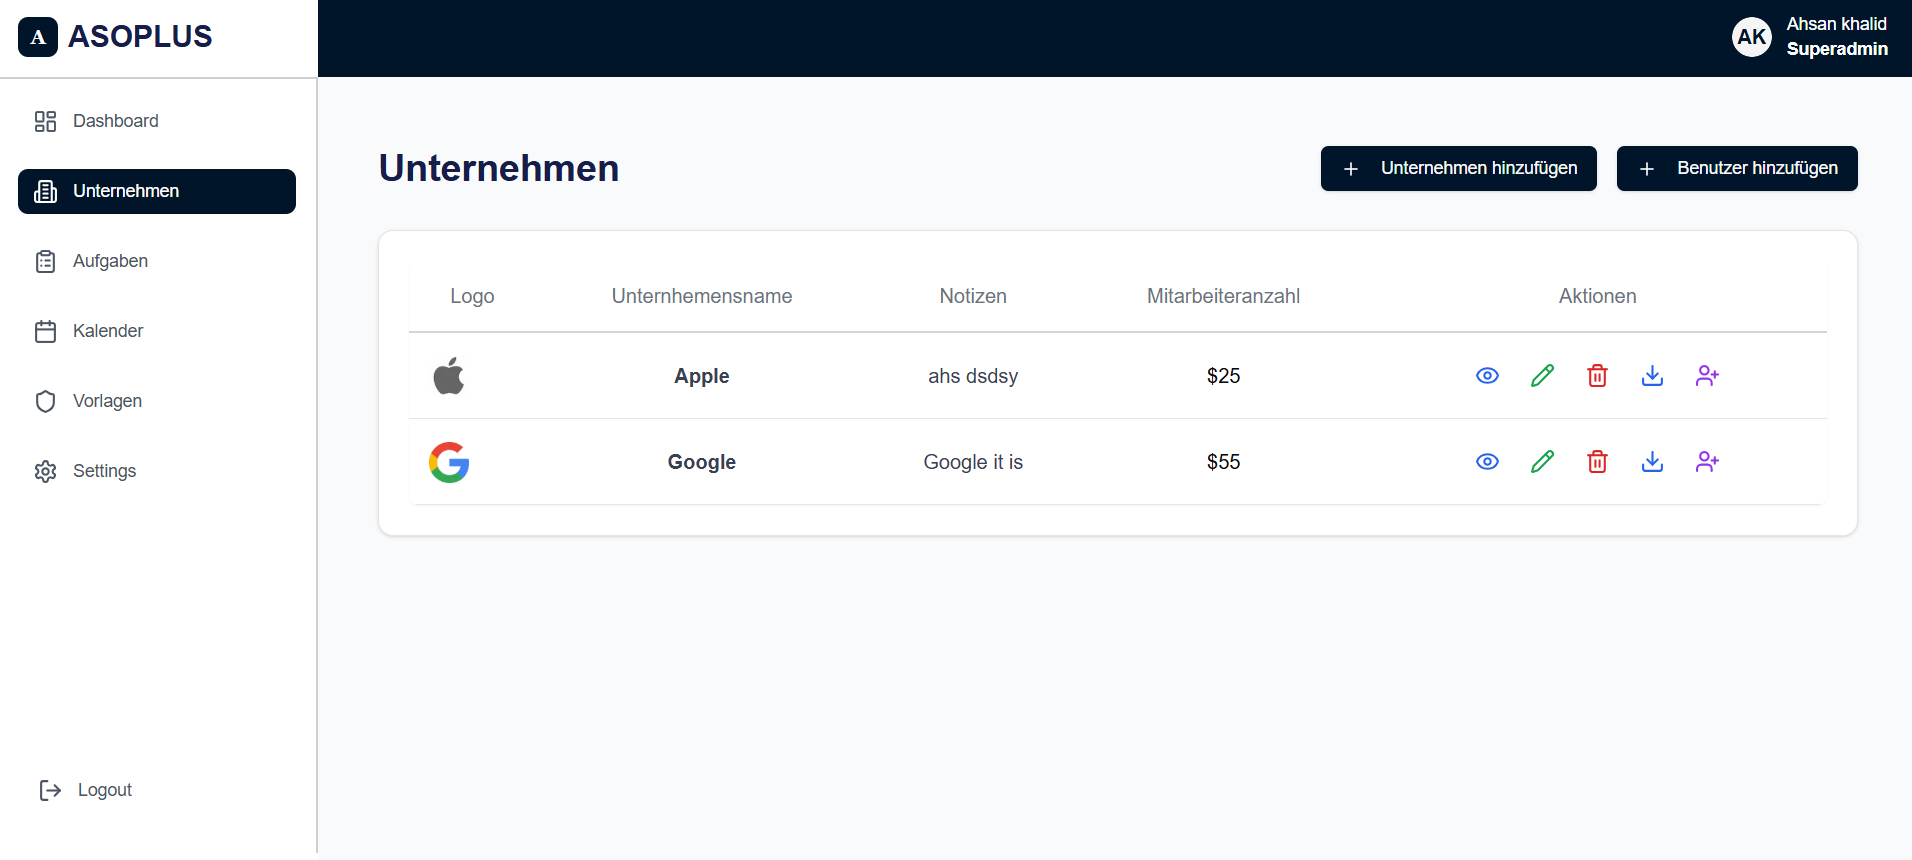 A ASOPLUS
AK Ahsan khalid
Superadmin
Dashboard
Unternehmen
Aufgaben
Kalender
Vorlagen
Settings
Logout
Unternehmen
Unternehmen hinzufügen
Benutzer hinzufügen
Logo Unternhemensname Notizen Mitarbeiteranzahl Aktionen
Apple ahs dsdsy $25
Google Google it is $55